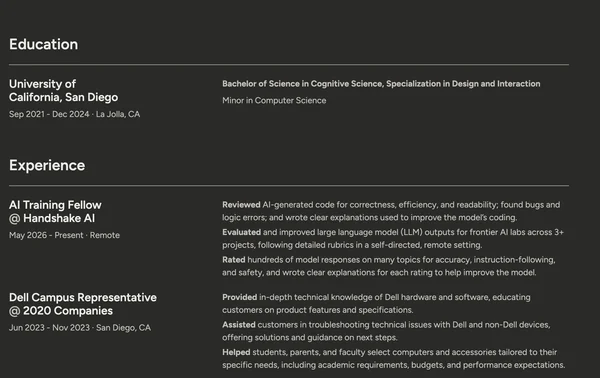 Education
University of
California, San Diego
Sep 2021 - Dec 2024 · La Jolla, CA
Bachelor of Science in Cognitive Science, Specialization in Design and Interaction
Minor in Computer Science
Experience
AI Training Fellow
@ Handshake AI
May 2026 - Present · Remote
Reviewed AI-generated code for correctness, efficiency, and readability; found bugs and
logic errors; and wrote clear explanations used to improve the model's coding.
Evaluated and improved large language model (LLM) outputs for frontier AI labs across 3+
projects, following detailed rubrics in a self-directed, remote setting.
Rated hundreds of model responses on many topics for accuracy, instruction-following,
and safety, and wrote clear explanations for each rating to help improve the model.
Dell Campus Representative
@ 2020 Companies
Jun 2023 - Nov 2023 · San Diego, CA
Provided in-depth technical knowledge of Dell hardware and software, educating
customers on product features and specifications.
Assisted customers in troubleshooting technical issues with Dell and non-Dell devices,
offering solutions and guidance on next steps.
Helped students, parents, and faculty select computers and accessories tailored to their
specific needs, including academic requirements, budgets, and performance expectations.